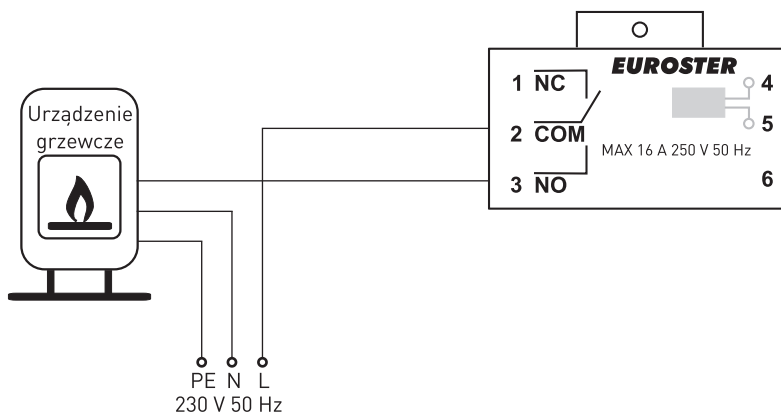 Urządzenie
grzewcze
EUROSTER
1 NC
4
2 COM
5
MAX 16 A 250 V 50 Hz
3 NO
6
PE N L
230 V 50 Hz